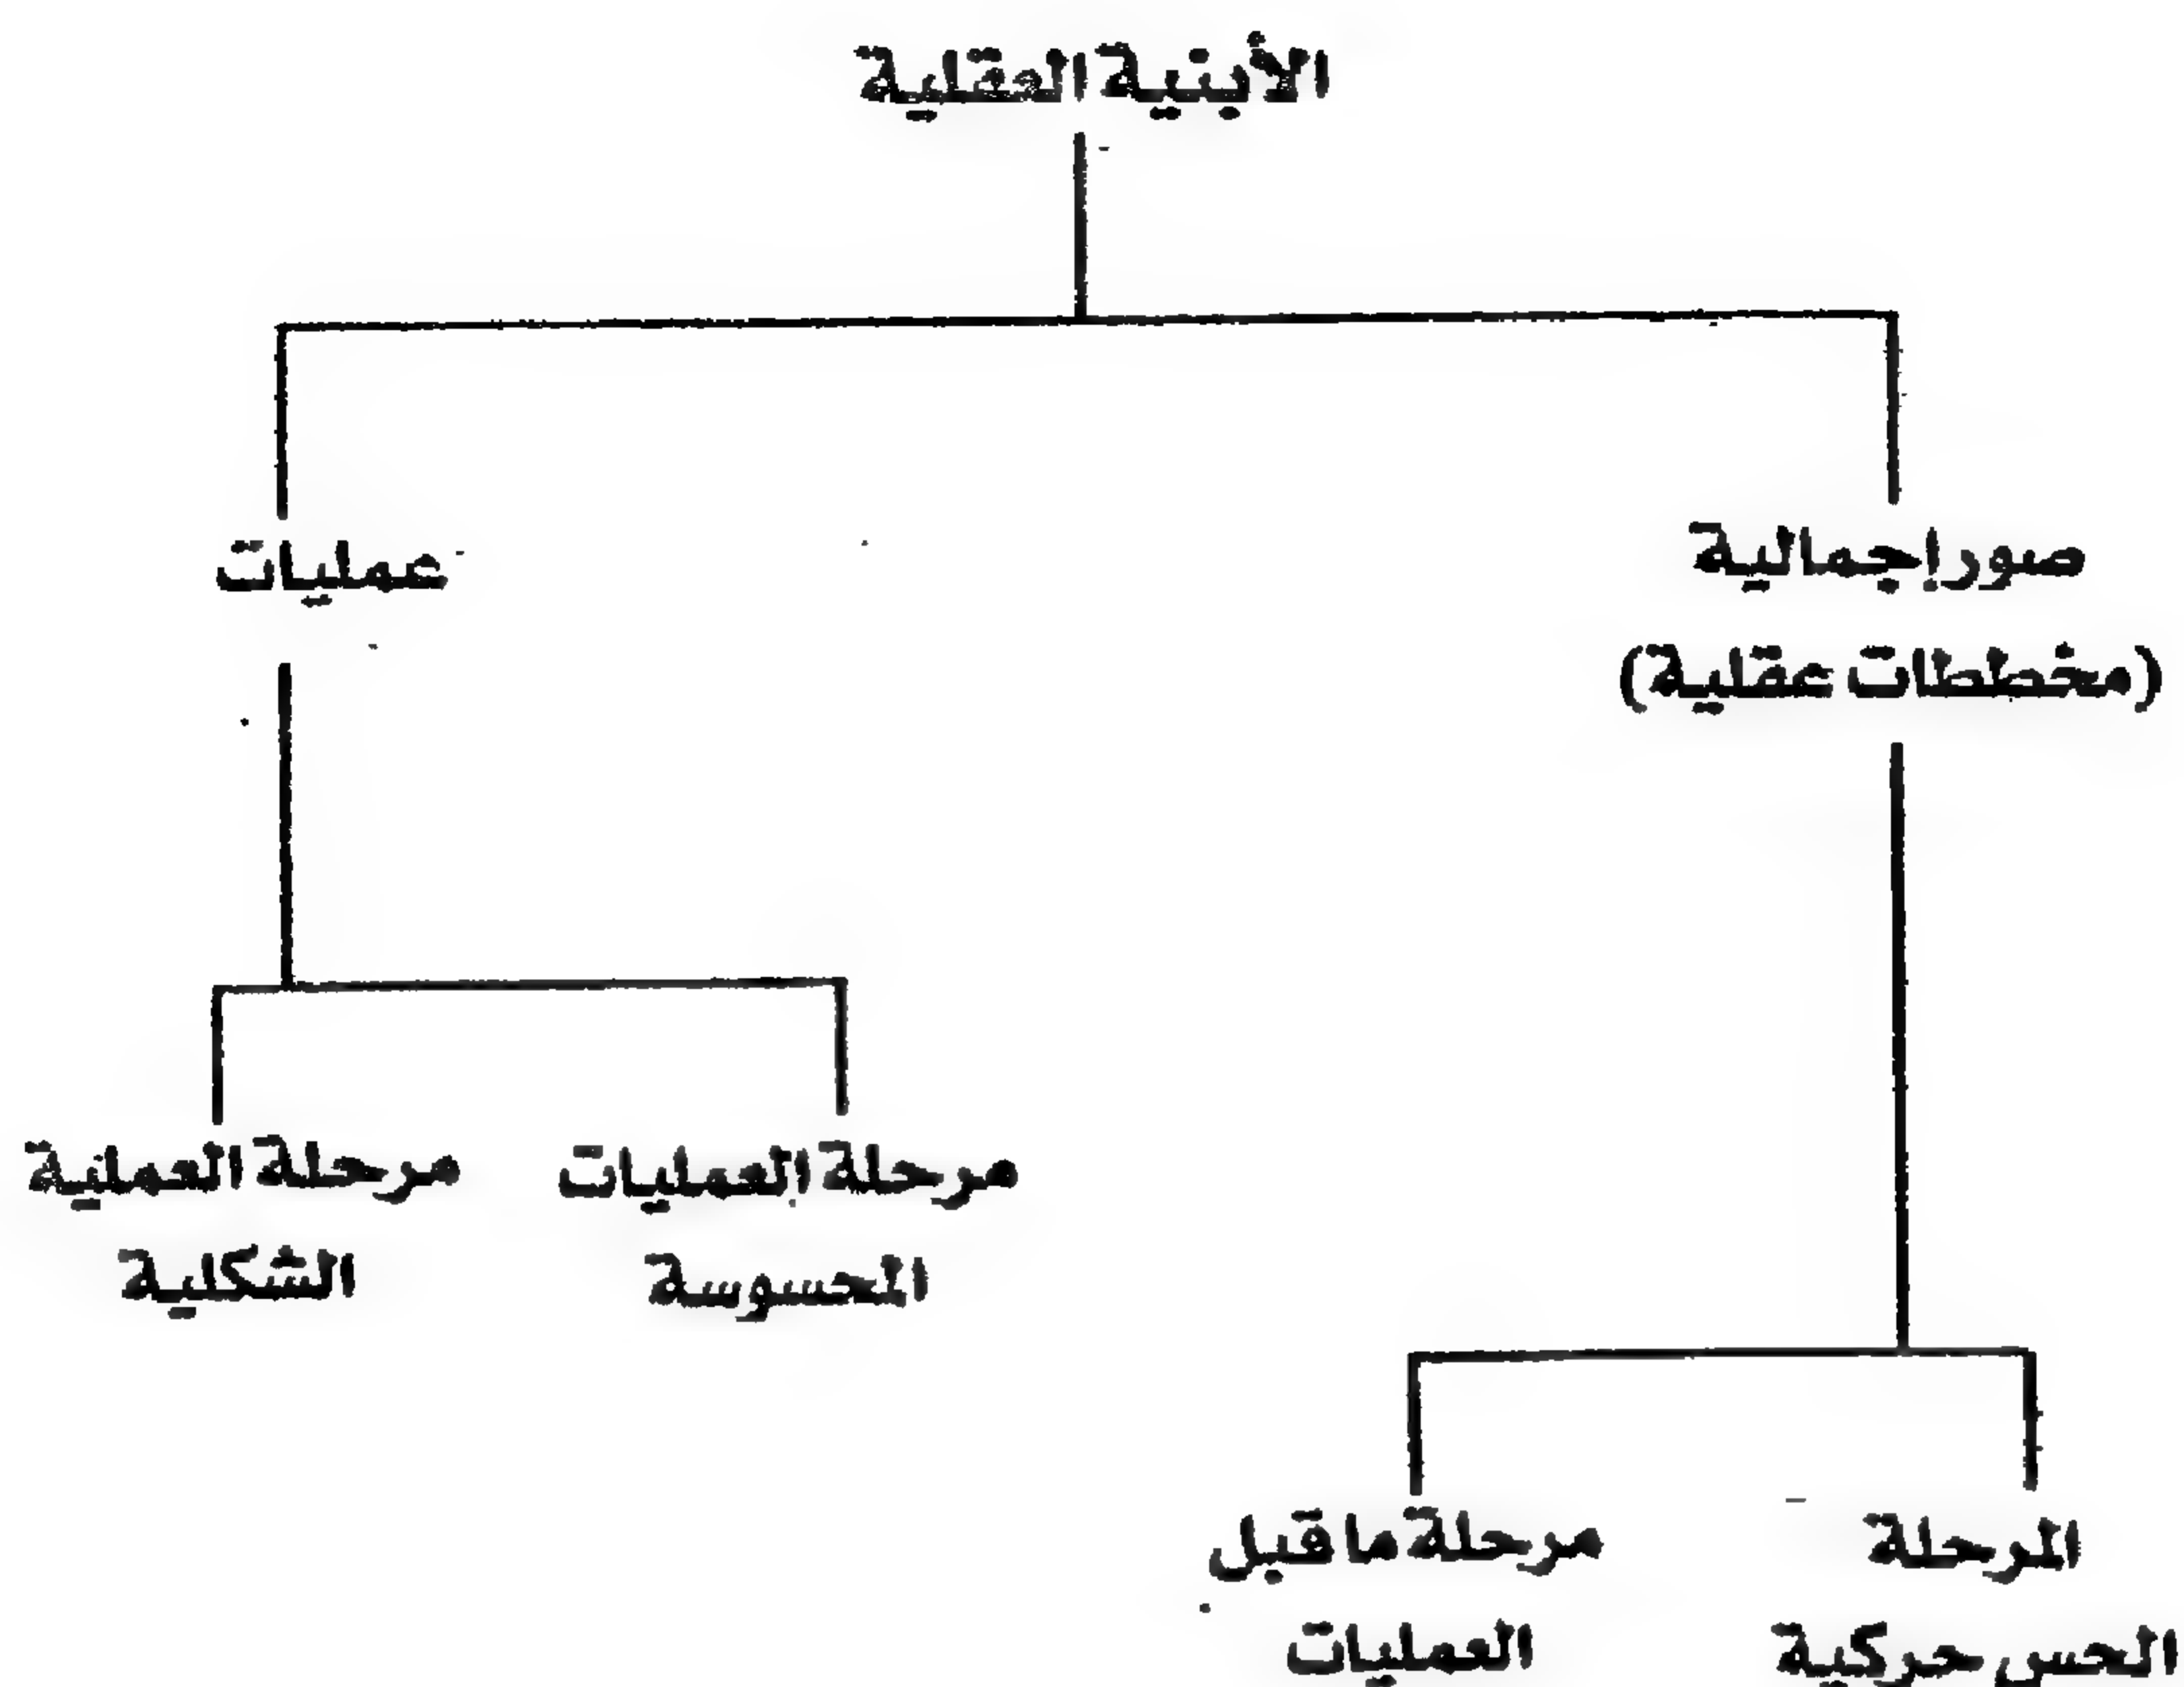 الأبنية العقلية
صور إجمالية
(مخططات عقلية)
عمليات
مرحلة العمليات
المحسوسة
مرحلة العملية
الشكلية
المرحلة
الحس حركية
مرحلة ما قبل
العمليات